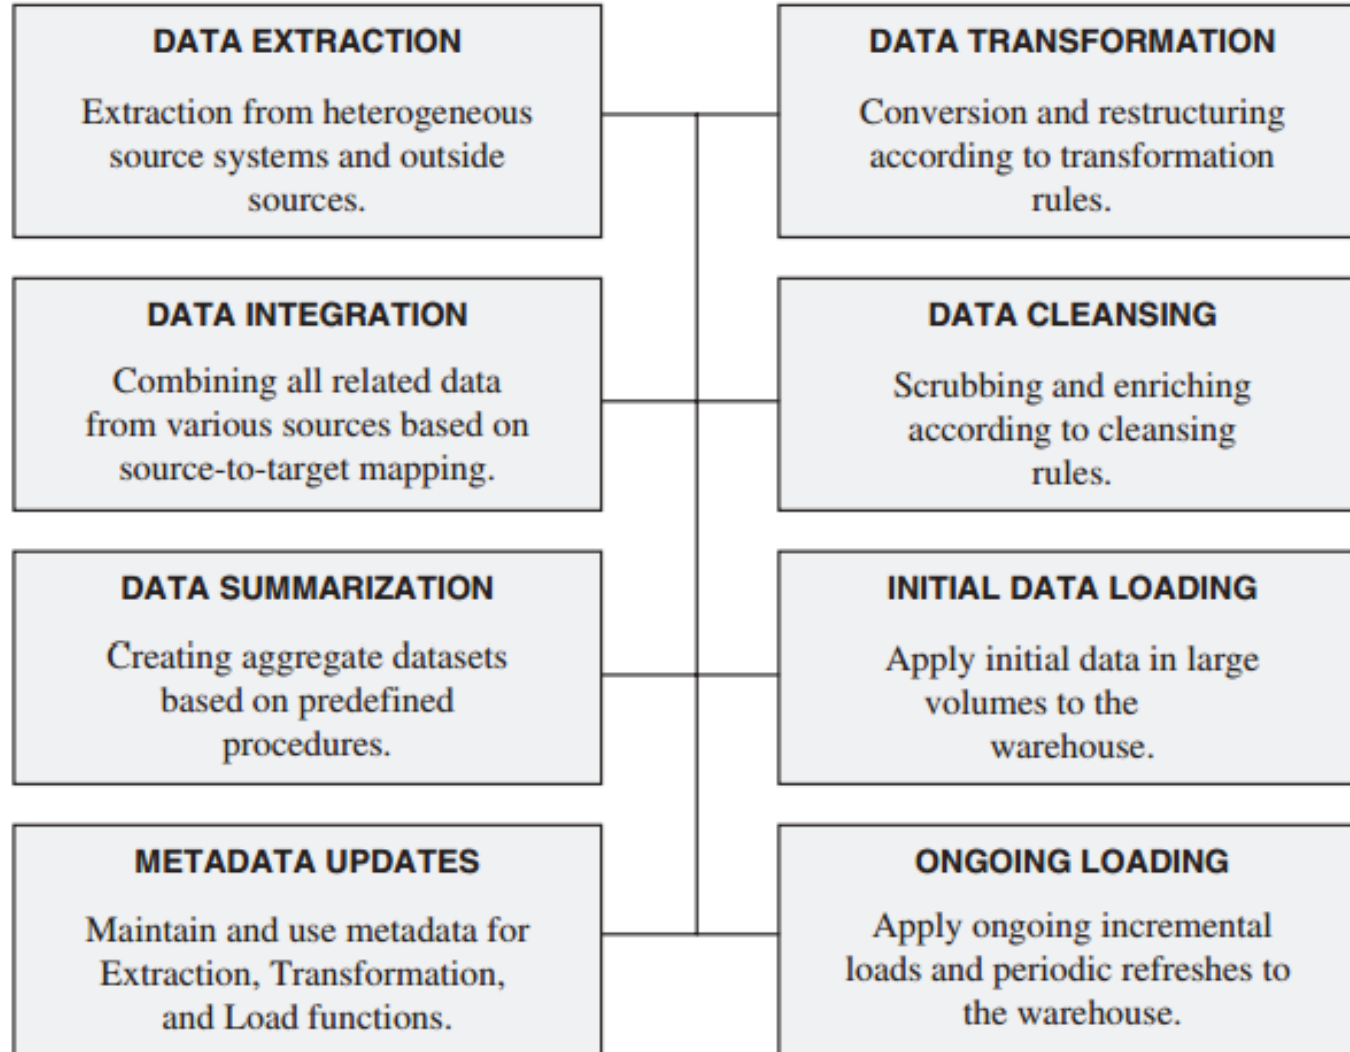 DATA EXTRACTION
Extraction from heterogeneous
source systems and outside
sources.
DATA TRANSFORMATION
Conversion and restructuring
according to transformation
rules.
DATA INTEGRATION
Combining all related data
from various sources based on
source-to-target mapping.
DATA CLEANSING
Scrubbing and enriching
according to cleansing
rules.
DATA SUMMARIZATION
Creating aggregate datasets
based on predefined
procedures.
INITIAL DATA LOADING
Apply initial data in large
volumes to the
warehouse.
METADATA UPDATES
Maintain and use metadata for
Extraction, Transformation,
and Load functions.
ONGOING LOADING
Apply ongoing incremental
loads and periodic refreshes to
the warehouse.